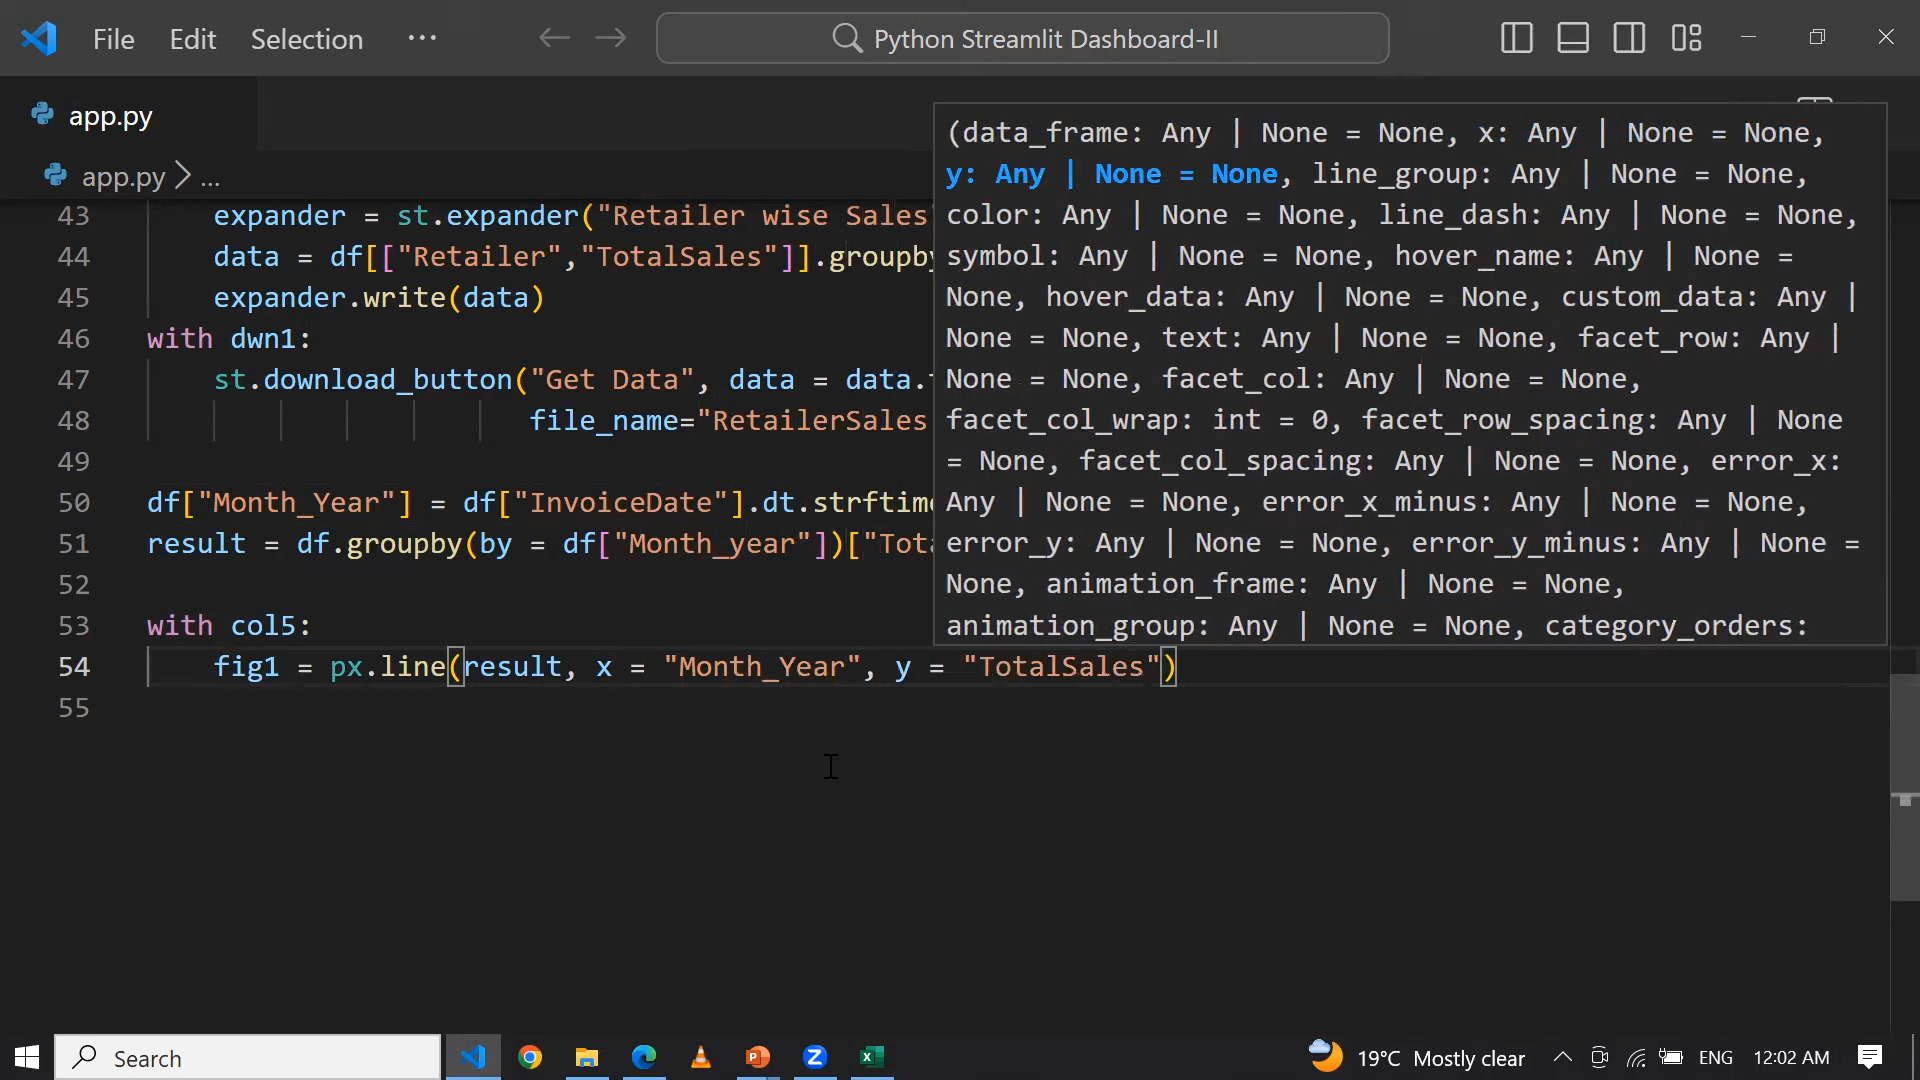 File Edit Selection ··· Python Streamlit Dashboard-II
app.py
app.py > ...
43 expander = st.expander("Retailer wise Sales"
44 data = df[["Retailer","TotalSales"]].groupby
45 expander.write(data)
46 with dwn1:
47 st.download_button("Get Data", data = data.
48 file_name="RetailerSales
49
50 df["Month_Year"] = df["InvoiceDate"].dt.strftime
51 result = df.groupby(by = df["Month_year"])["Tot
52
53 with col5:
54 fig1 = px.line(result, x = "Month_Year", y = "TotalSales")
55
(data_frame: Any | None = None, x: Any | None = None,
y: Any | None = None, line_group: Any | None = None,
color: Any | None = None, line_dash: Any | None = None,
symbol: Any | None = None, hover_name: Any | None =
None, hover_data: Any | None = None, custom_data: Any |
None = None, text: Any | None = None, facet_row: Any |
None = None, facet_col: Any | None = None,
facet_col_wrap: int = 0, facet_row_spacing: Any | None
= None, facet_col_spacing: Any | None = None, error_x:
Any | None = None, error_x_minus: Any | None = None,
error_y: Any | None = None, error_y_minus: Any | None =
None, animation_frame: Any | None = None,
animation_group: Any | None = None, category_orders:
Search 19°C Mostly clear ENG 12:02 AM